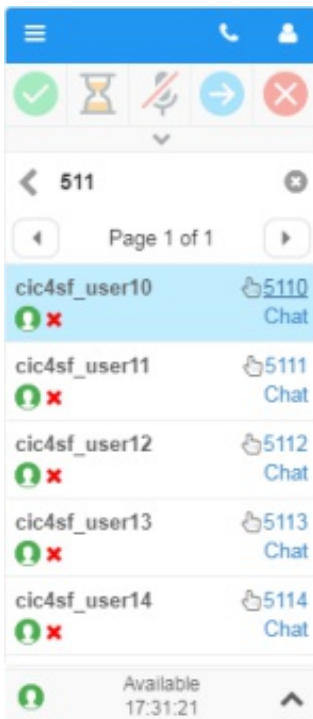 511
Page 1 of 1
cic4sf_user10 5110
Chat
cic4sf_user11 5111
Chat
cic4sf_user12 5112
Chat
cic4sf_user13 5113
Chat
cic4sf_user14 5114
Chat
Available
17:31:21